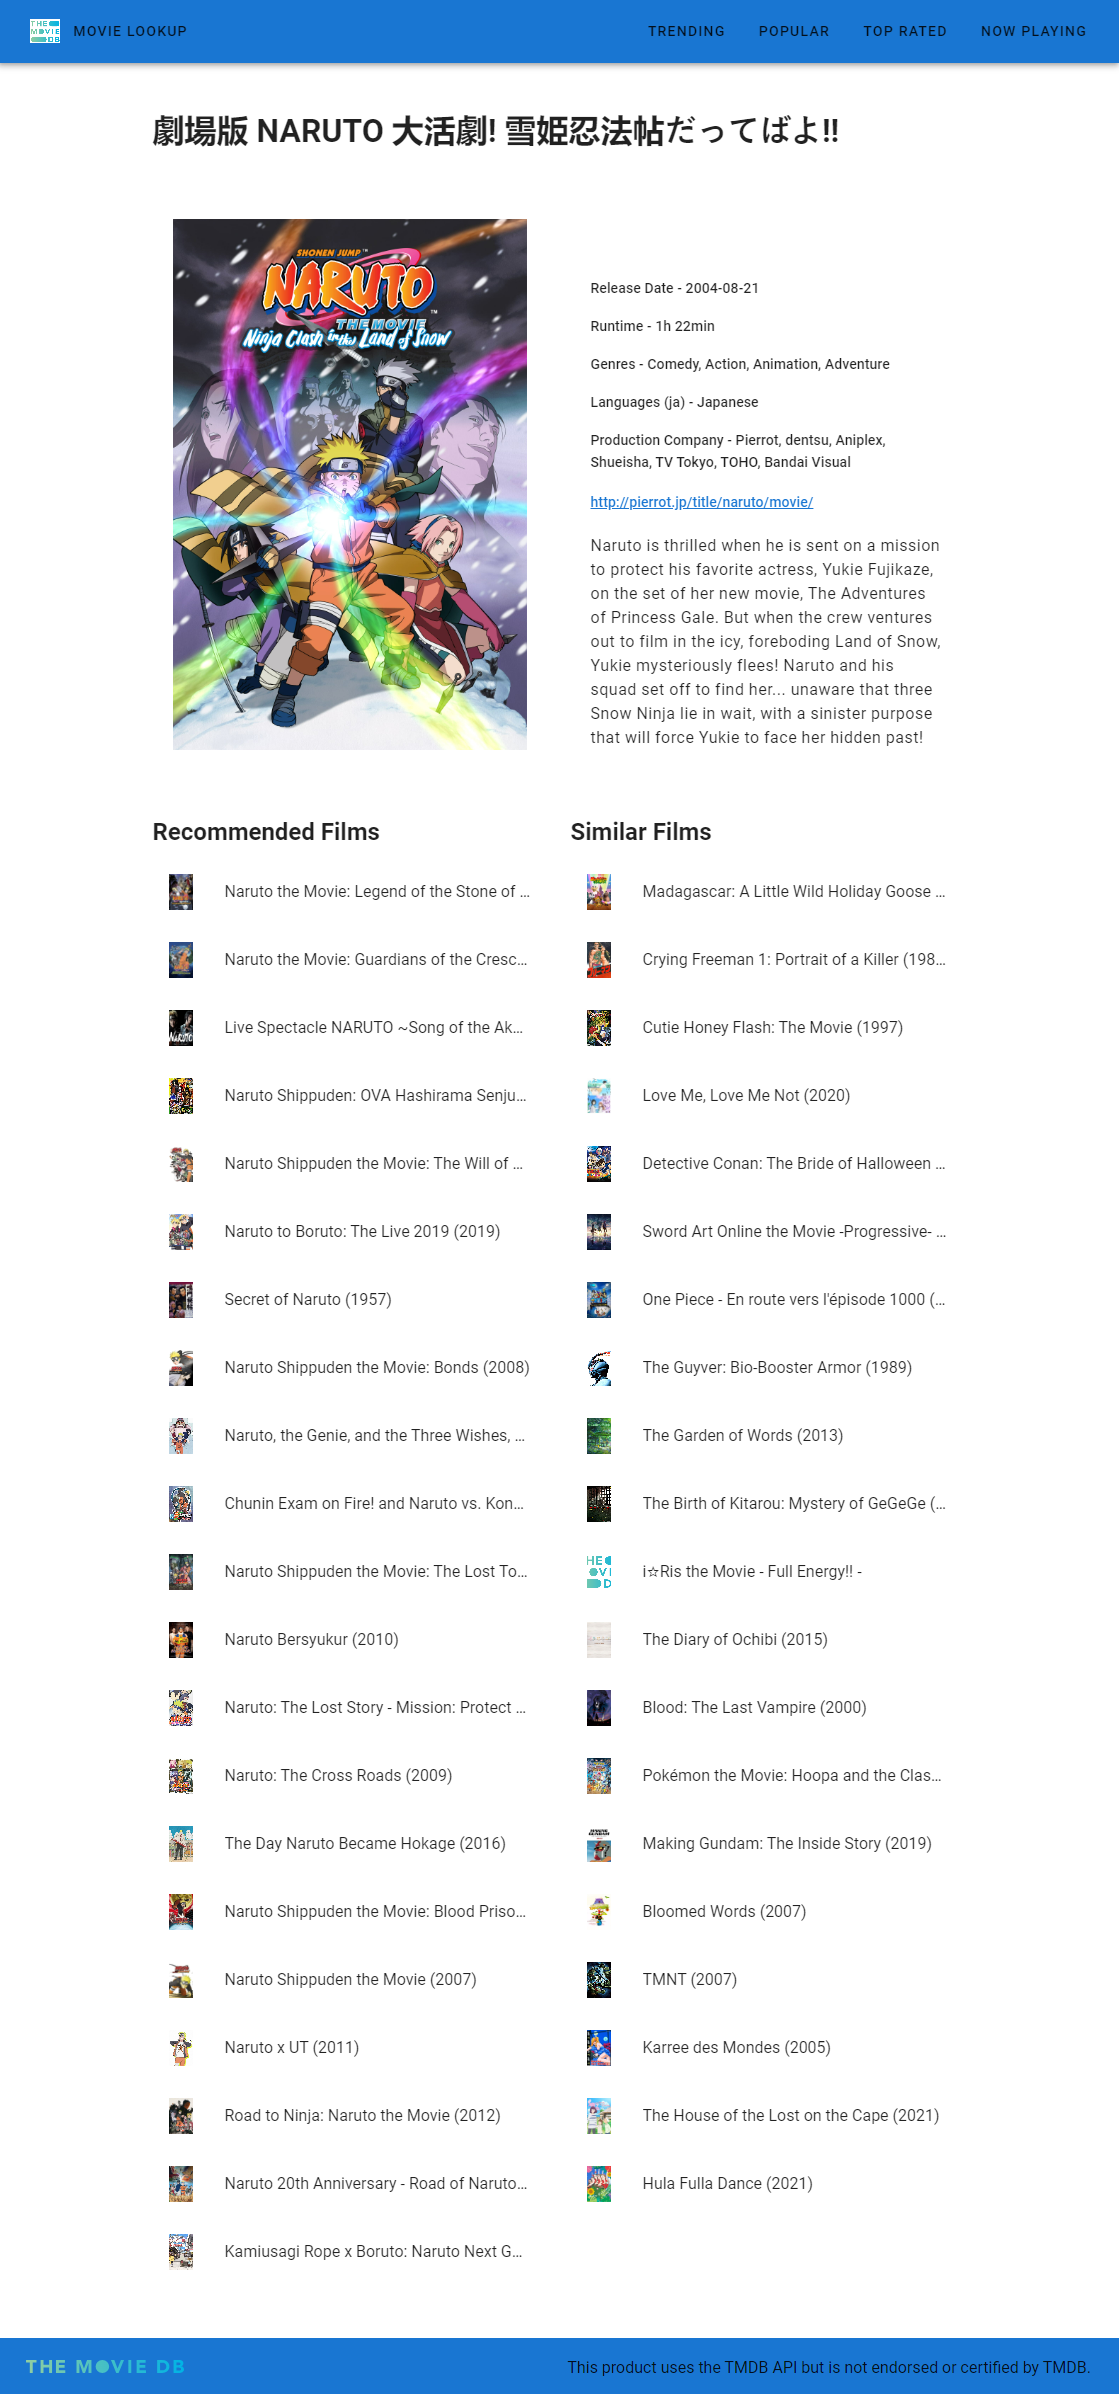 THE MOVIE DB
MOVIE LOOKUP
TRENDING
POPULAR
TOP RATED
NOW PLAYING
劇場版 NARUTO 大活劇! 雪姫忍法帖だってばよ!!
SHONEN JUMP™
NARUTO™
THE MOVIE
Ninja Clash in the Land of Snow
Release Date - 2004-08-21
Runtime - 1h 22min
Genres - Comedy, Action, Animation, Adventure
Languages (ja) - Japanese
Production Company - Pierrot, dentsu, Aniplex,
Shueisha, TV Tokyo, TOHO, Bandai Visual
http://pierrot.jp/title/naruto/movie/
Naruto is thrilled when he is sent on a mission
to protect his favorite actress, Yukie Fujikaze,
on the set of her new movie, The Adventures
of Princess Gale. But when the crew ventures
out to film in the icy, foreboding Land of Snow,
Yukie mysteriously flees! Naruto and his
squad set off to find her... unaware that three
Snow Ninja lie in wait, with a sinister purpose
that will force Yukie to face her hidden past!
Recommended Films
Naruto the Movie: Legend of the Stone of ...
Naruto the Movie: Guardians of the Cresc...
Live Spectacle NARUTO ~Song of the Ak...
Naruto Shippuden: OVA Hashirama Senju...
Naruto Shippuden the Movie: The Will of ...
Naruto to Boruto: The Live 2019 (2019)
Secret of Naruto (1957)
Naruto Shippuden the Movie: Bonds (2008)
Naruto, the Genie, and the Three Wishes, ...
Chunin Exam on Fire! and Naruto vs. Kon...
Naruto Shippuden the Movie: The Lost To...
Naruto Bersyukur (2010)
Naruto: The Lost Story - Mission: Protect ...
Naruto: The Cross Roads (2009)
The Day Naruto Became Hokage (2016)
Naruto Shippuden the Movie: Blood Priso...
Naruto Shippuden the Movie (2007)
Naruto x UT (2011)
Road to Ninja: Naruto the Movie (2012)
Naruto 20th Anniversary - Road of Naruto...
Kamiusagi Rope x Boruto: Naruto Next G...
Similar Films
Madagascar: A Little Wild Holiday Goose ...
Crying Freeman 1: Portrait of a Killer (198...
Cutie Honey Flash: The Movie (1997)
Love Me, Love Me Not (2020)
Detective Conan: The Bride of Halloween ...
Sword Art Online the Movie -Progressive- ...
One Piece - En route vers l'épisode 1000 (...
The Guyver: Bio-Booster Armor (1989)
The Garden of Words (2013)
The Birth of Kitarou: Mystery of GeGeGe (...
i☆Ris the Movie - Full Energy!! -
The Diary of Ochibi (2015)
Blood: The Last Vampire (2000)
Pokémon the Movie: Hoopa and the Clas...
Making Gundam: The Inside Story (2019)
Bloomed Words (2007)
TMNT (2007)
Karree des Mondes (2005)
The House of the Lost on the Cape (2021)
Hula Fulla Dance (2021)
THE MOVIE DB
This product uses the TMDB API but is not endorsed or certified by TMDB.